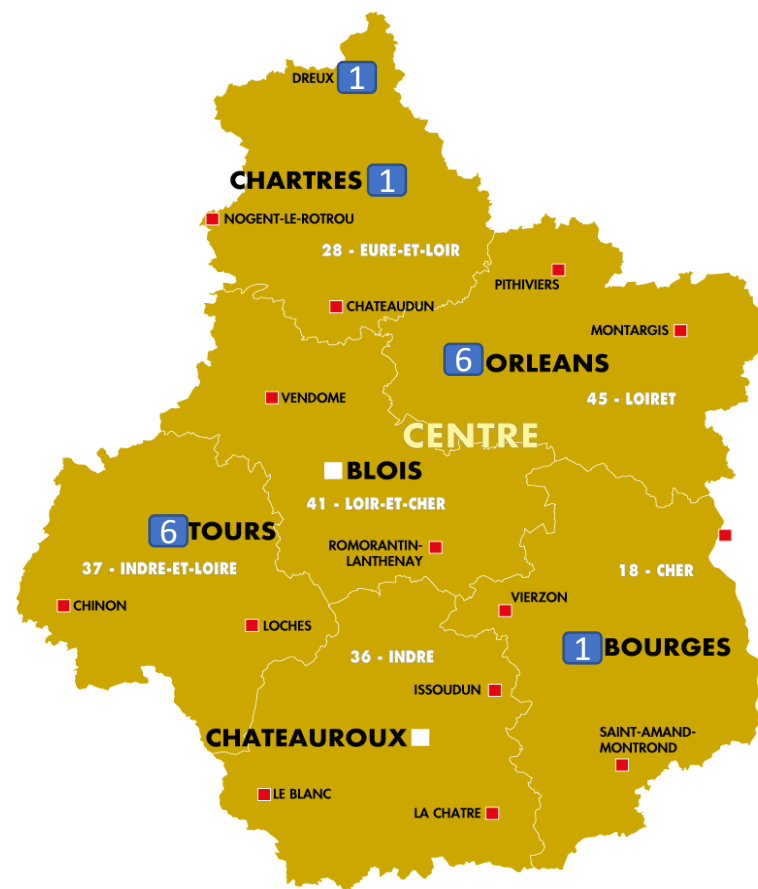 DREUX 1
CHARTRES 1
NOGENT-LE-ROTROU
28 - EURE-ET-LOIR
PITHIVIERS
CHATEAUDUN
MONTARGIS
6 ORLEANS
VENDOME
45 - LOIRET
CENTRE
BLOIS
41 - LOIR-ET-CHER
6 TOURS
ROMORANTIN-
LANTHENAY
37 - INDRE-ET-LOIRE
18 - CHER
CHINON
VIERZON
LOCHES
1 BOURGES
36 - INDRE
ISSOUDUN
CHATEAUROUX
SAINT-AMAND-
MONTROND
LE BLANC
LA CHATRE